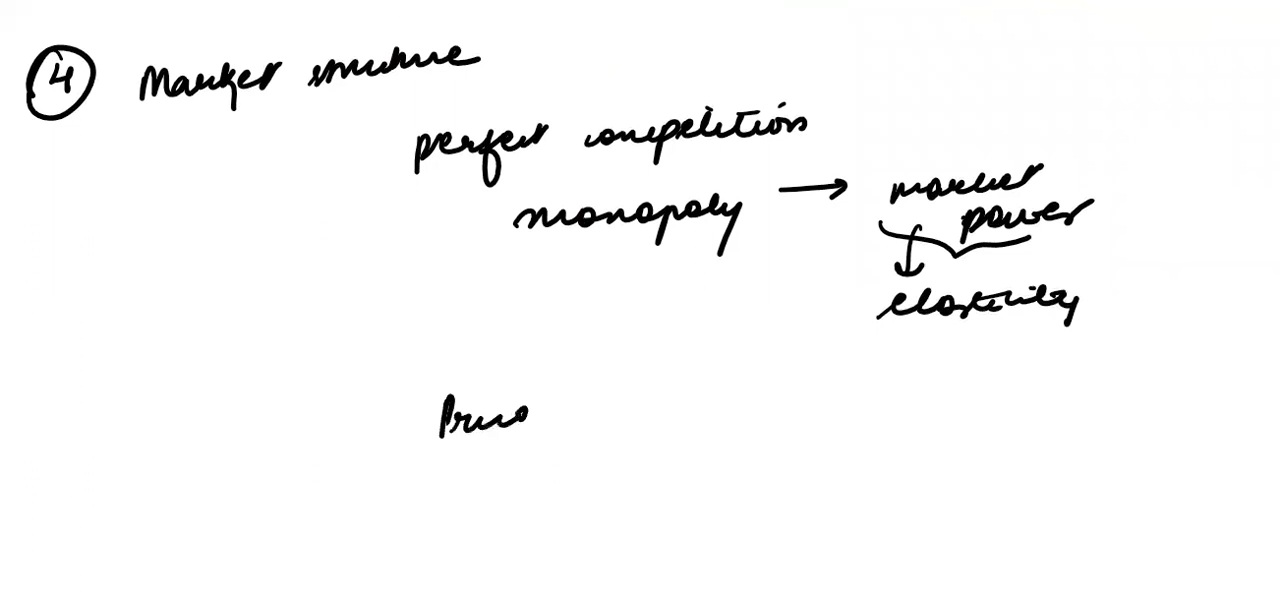 4 Market structure
perfect competition
monopoly → market
power
elasticity